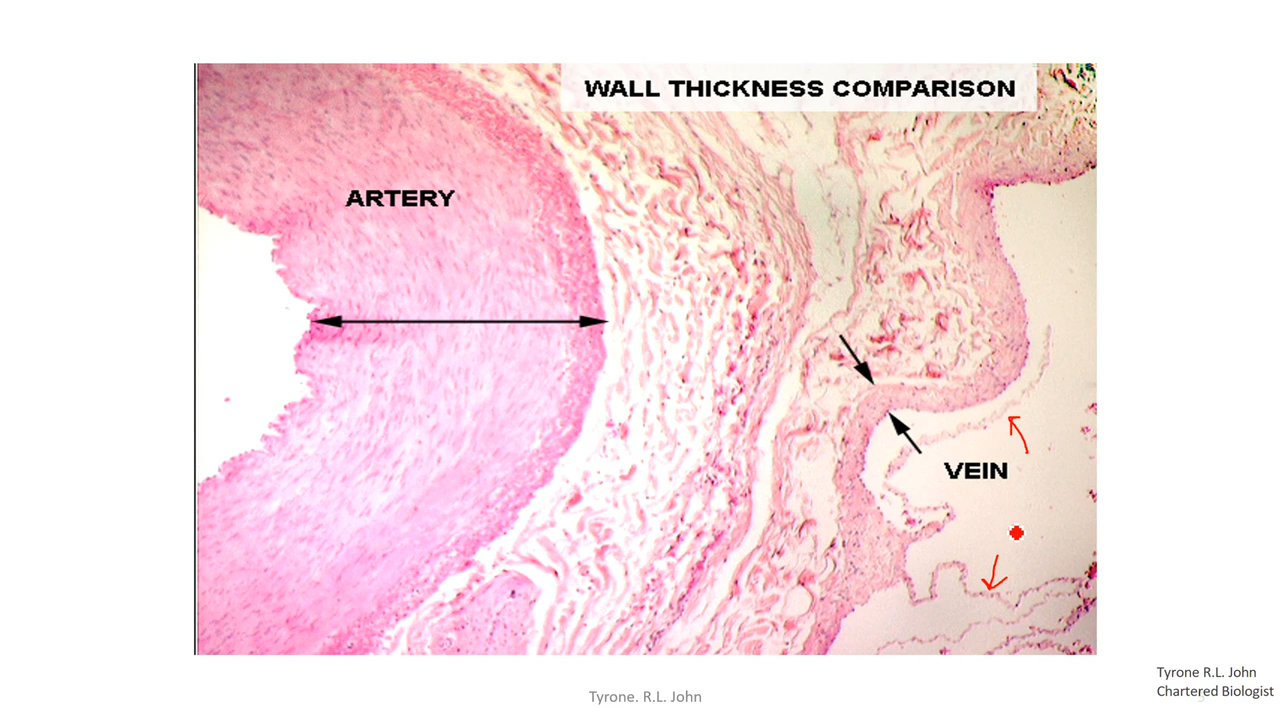 WALL THICKNESS COMPARISON
ARTERY
VEIN
Tyrone R.L. John
Chartered Biologist
Tyrone. R.L. John